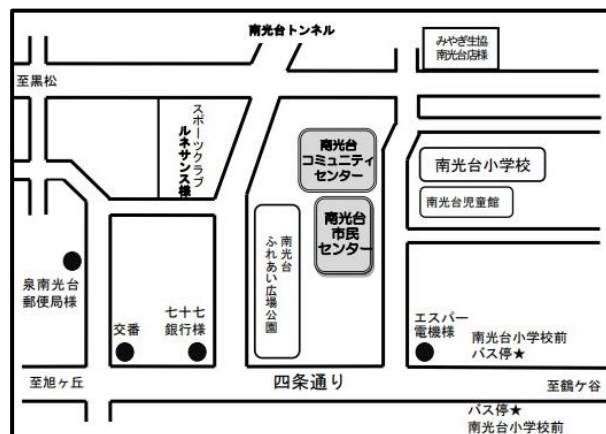 南光台トンネル
みやぎ生協
南光台店様
至黒松
スポーツクラブ
ルネサンス様
南光台
コミュニティ
センター
南光台小学校
南光台児童館
南光台
市民
センター
南光台
ふれあい広場公園
泉南光台
郵便局様
交番
七十七
銀行様
エスパー
電機様
南光台小学校前
バス停★
至旭ヶ丘
四条通り
至鶴ケ谷
バス停★
南光台小学校前